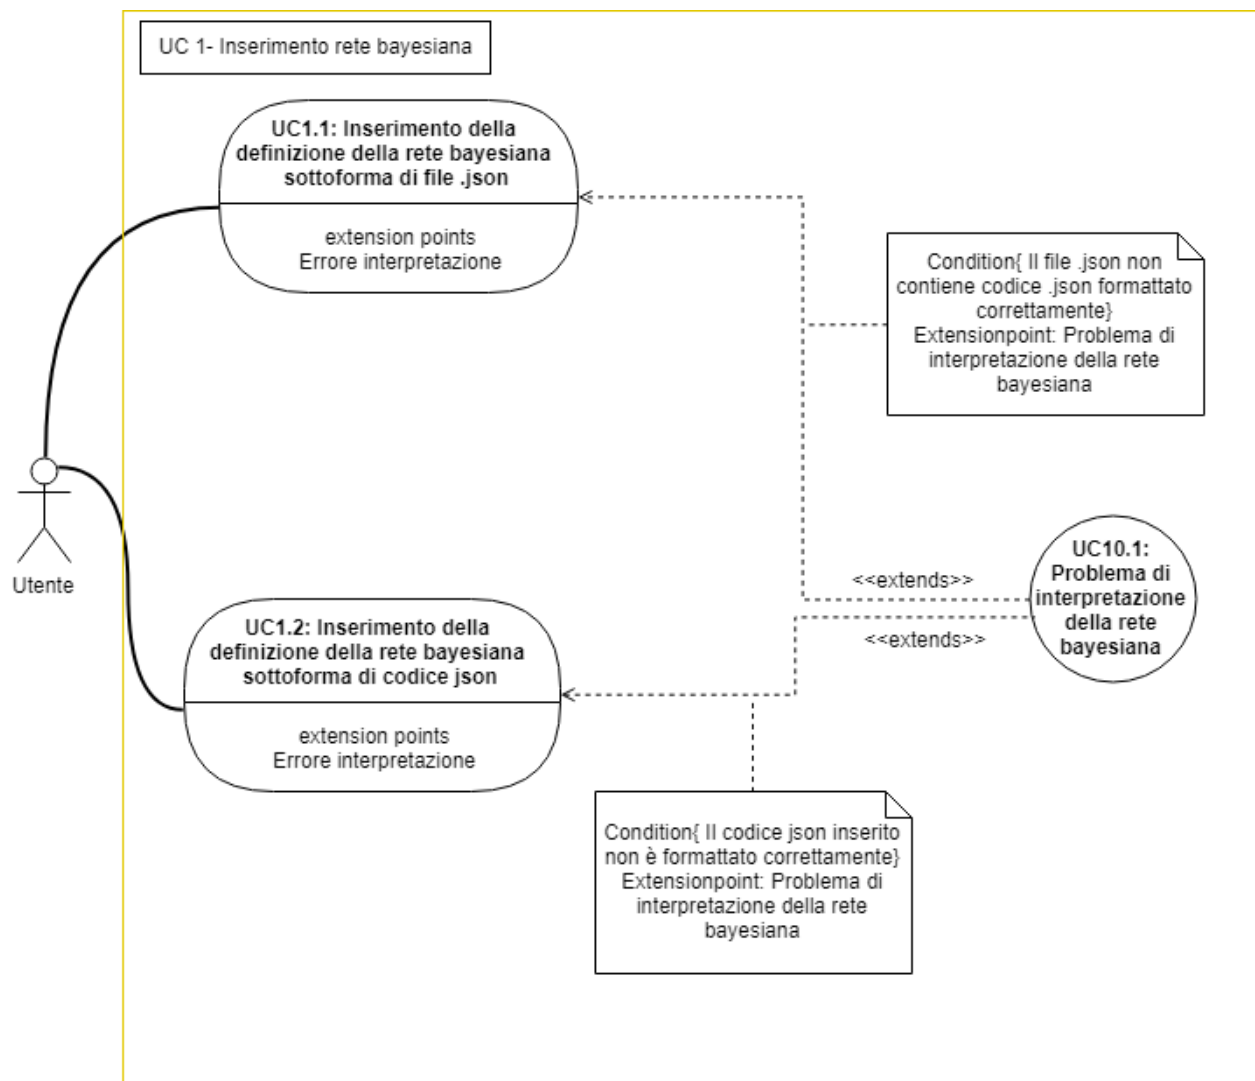 UC 1- Inserimento rete bayesiana
UC1.1: Inserimento della
definizione della rete bayesiana
sottoforma di file .json
extension points
Errore interpretazione
Condition{ Il file .json non
contiene codice .json formattato
correttamente}
Extensionpoint: Problema di
interpretazione della rete
bayesiana
Utente
<<extends>>
<<extends>>
UC10.1:
Problema di
interpretazione
della rete
bayesiana
UC1.2: Inserimento della
definizione della rete bayesiana
sottoforma di codice json
extension points
Errore interpretazione
Condition{ Il codice json inserito
non è formattato correttamente}
Extensionpoint: Problema di
interpretazione della rete
bayesiana